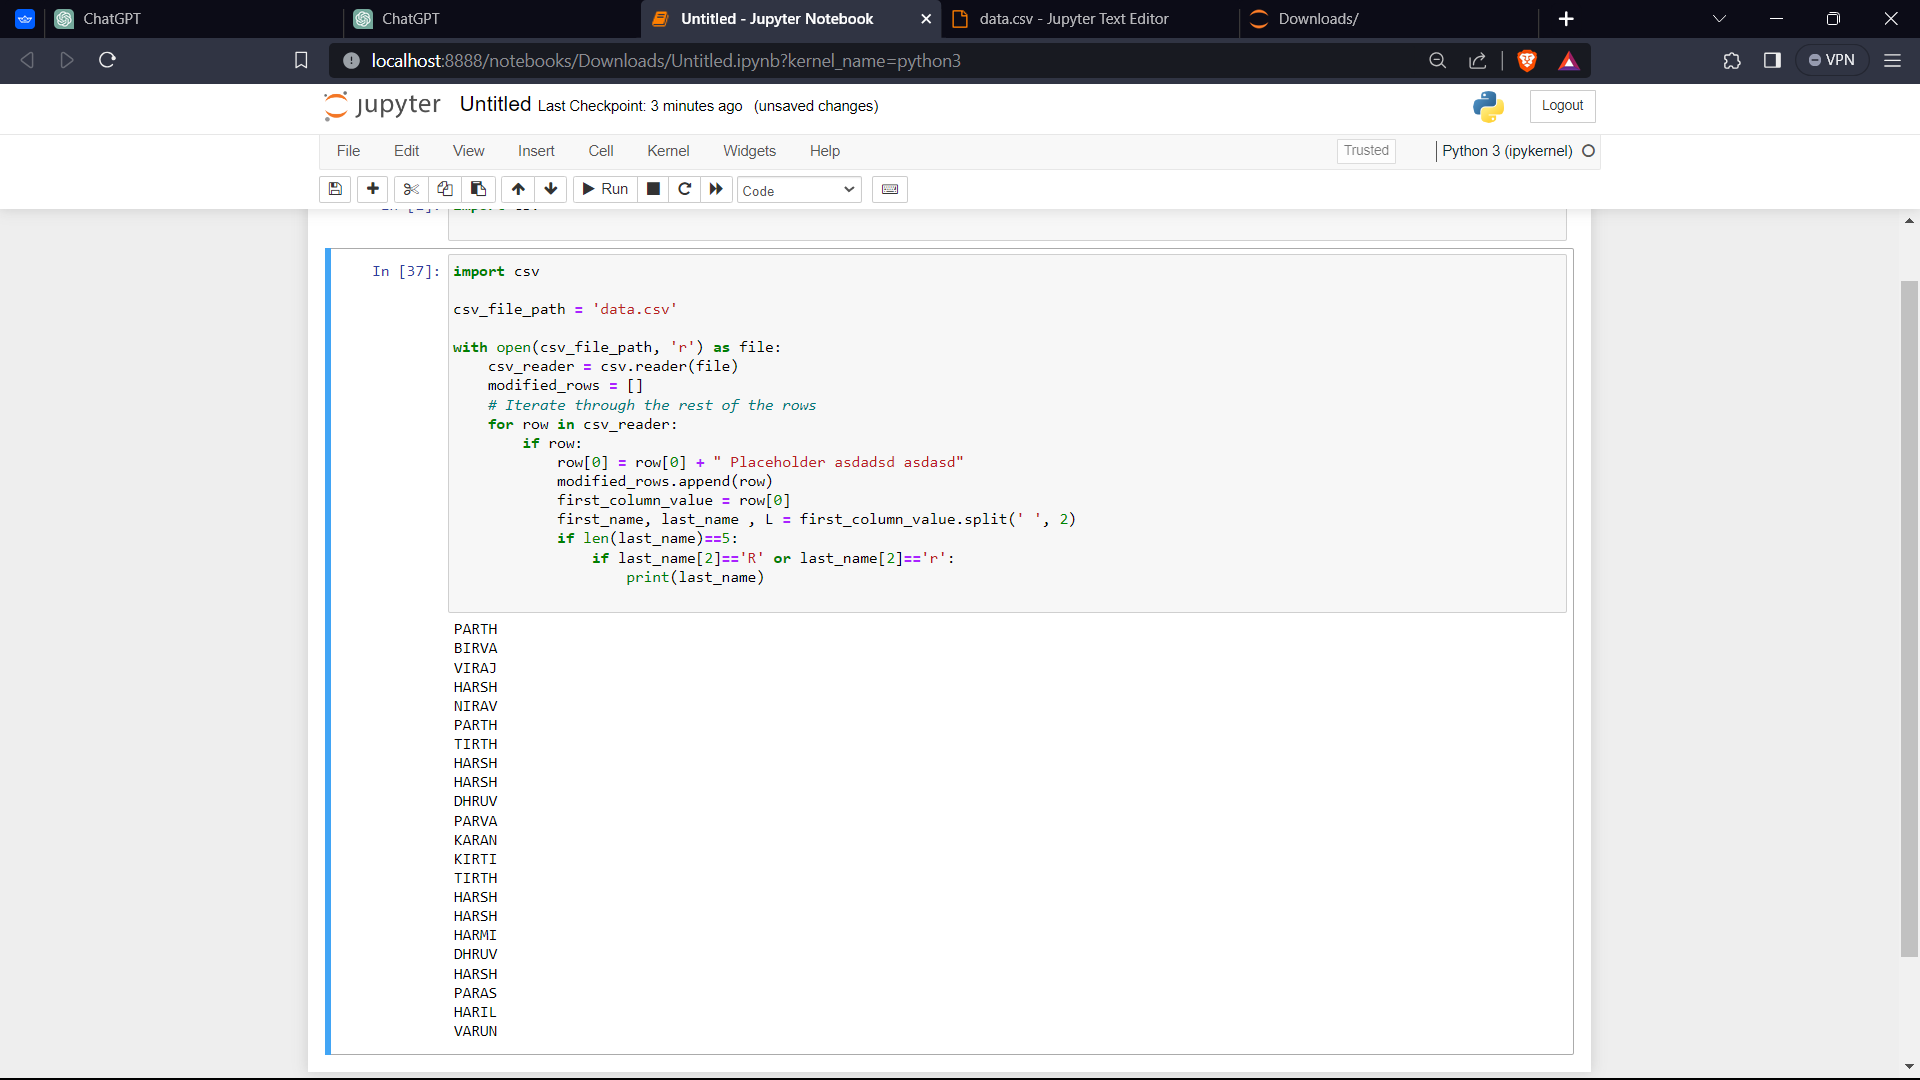 ChatGPT
ChatGPT
Untitled - Jupyter Notebook
data.csv - Jupyter Text Editor
Downloads/
localhost:8888/notebooks/Downloads/Untitled.ipynb?kernel_name=python3
VPN
jupyter Untitled Last Checkpoint: 3 minutes ago (unsaved changes)
Logout
File Edit View Insert Cell Kernel Widgets Help
Trusted
Python 3 (ipykernel)
Run
Code
In [37]:
import csv
csv_file_path = 'data.csv'
with open(csv_file_path, 'r') as file:
    csv_reader = csv.reader(file)
    modified_rows = []
    # Iterate through the rest of the rows
    for row in csv_reader:
        if row:
            row[0] = row[0] + " Placeholder asdadsd asdasd"
            modified_rows.append(row)
            first_column_value = row[0]
            first_name, last_name , L = first_column_value.split(' ', 2)
            if len(last_name)==5:
                if last_name[2]=='R' or last_name[2]=='r':
                    print(last_name)
PARTH
BIRVA
VIRAJ
HARSH
NIRAV
PARTH
TIRTH
HARSH
HARSH
DHRUV
PARVA
KARAN
KIRTI
TIRTH
HARSH
HARSH
HARMI
DHRUV
HARSH
PARAS
HARIL
VARUN